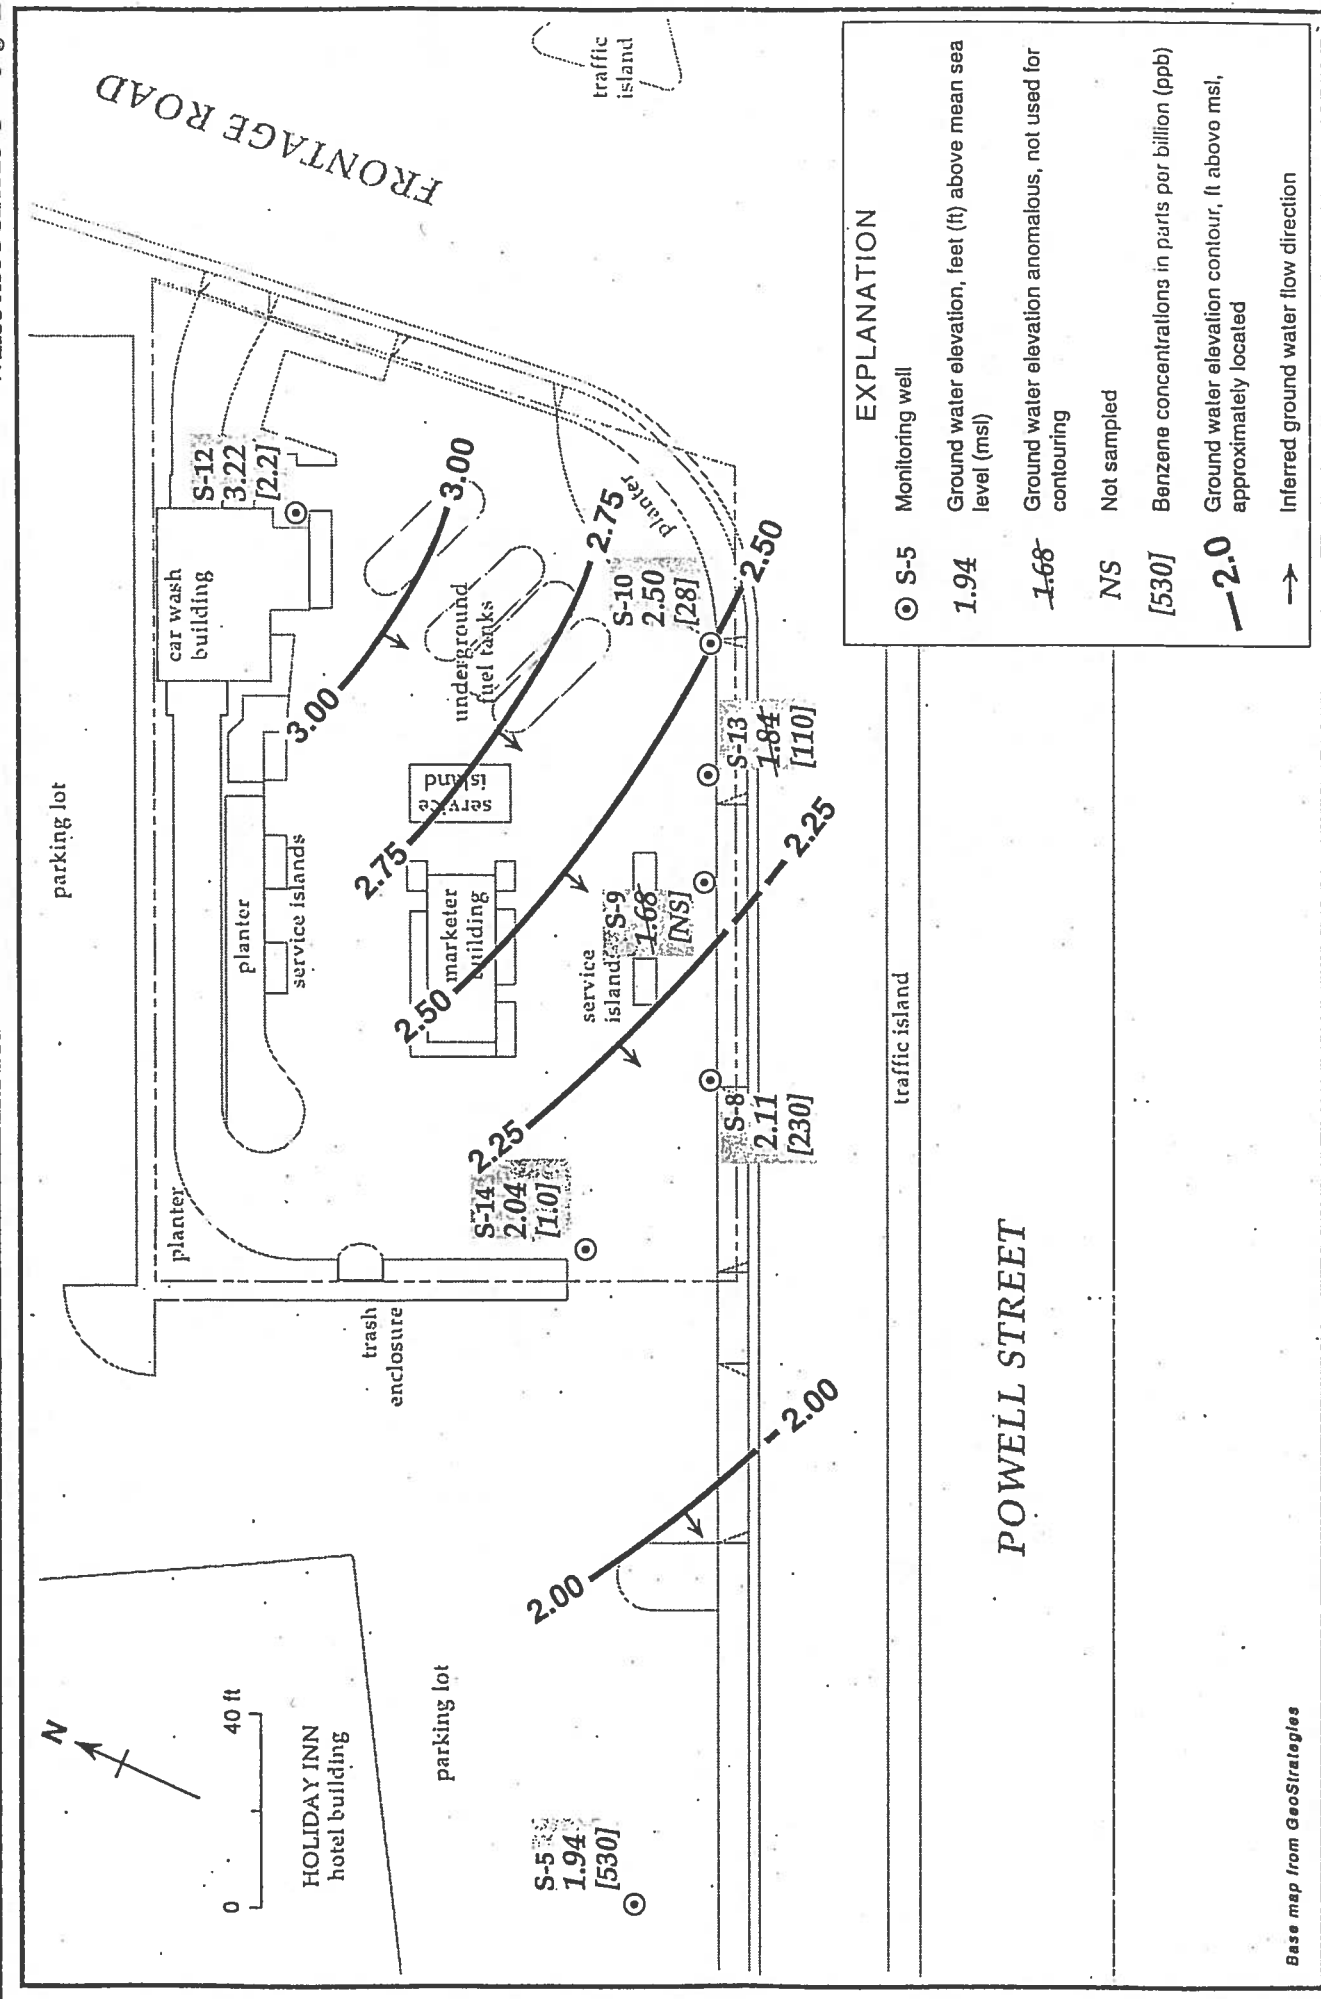 FRONTAGE ROAD
traffic
island
parking lot
car wash
building
S-12
3.22
[2.2]
3.00
3.00
underground
fuel tanks
2.75
planter
S-10
2.50
[28]
2.50
service
island
2.75
S-13
1.84
[110]
2.25
planter
service islands
marketer
building
2.50
service
island
S-9
1.68
[NS]
2.25
S-14
2.04
[1.0]
S-8
2.11
[230]
planter
trash
enclosure
traffic island
POWELL STREET
2.00
2.00
N
0 40 ft
HOLIDAY INN
hotel building
parking lot
S-5
1.94
[530]
EXPLANATION
S-5 Monitoring well
1.94 Ground water elevation, feet (ft) above mean sea
level (msl)
1.68 Ground water elevation anomalous, not used for
contouring
NS Not sampled
[530] Benzene concentrations in parts per billion (ppb)
2.0 Ground water elevation contour, ft above msl,
approximately located
→ Inferred ground water flow direction
Base map from GeoStrategies